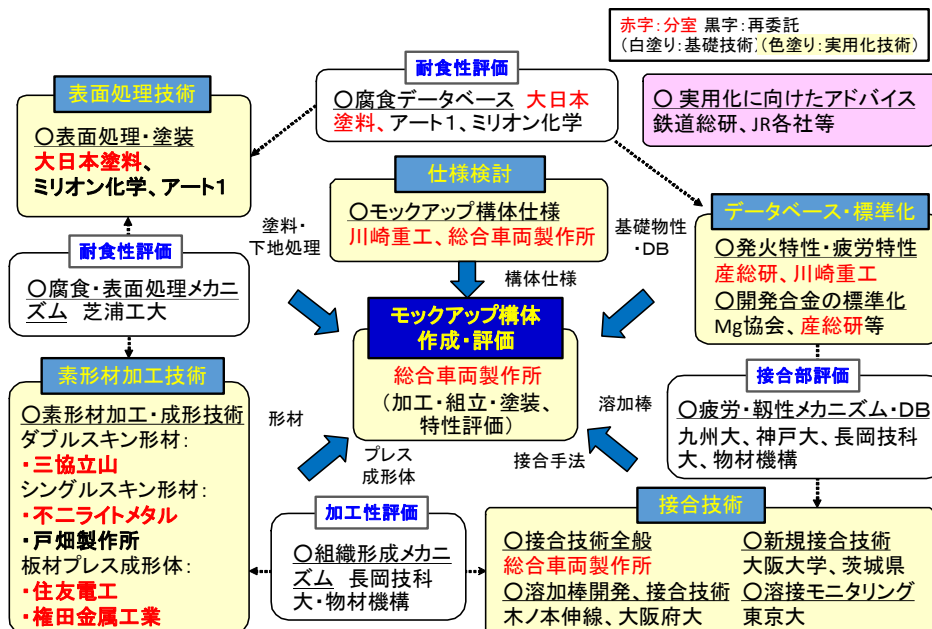 赤字:分室 黒字:再委託
(白塗り:基礎技術)(色塗り:実用化技術)
耐食性評価
〇腐食データベース 大日本
塗料、アート1、ミリオン化学
〇 実用化に向けたアドバイス
鉄道総研、JR各社等
表面処理技術
〇表面処理・塗装
大日本塗料、
ミリオン化学、アート1
仕様検討
〇モックアップ構体仕様
川崎重工、総合車両製作所
データベース・標準化
〇発火特性・疲労特性
産総研、川崎重工
〇開発合金の標準化
Mg協会、産総研等
塗料・
下地処理
構体仕様
基礎物性
・DB
耐食性評価
〇腐食・表面処理メカニ
ズム 芝浦工大
モックアップ構体
作成・評価
総合車両製作所
(加工・組立・塗装、
特性評価)
接合部評価
〇疲労・靱性メカニズム・DB
九州大、神戸大、長岡技科
大、物材機構
素形材加工技術
〇素形材加工・成形技術
ダブルスキン形材:
・三協立山
シングルスキン形材:
・不二ライトメタル
・戸畑製作所
板材プレス成形体:
・住友電工
・権田金属工業
形材
プレス
成形体
溶加棒
接合手法
加工性評価
〇組織形成メカニ
ズム 長岡技科
大・物材機構
接合技術
〇接合技術全般
総合車両製作所
〇溶加棒開発、接合技術
木ノ本伸線、大阪府大
〇新規接合技術
大阪大学、茨城県
〇溶接モニタリング
東京大